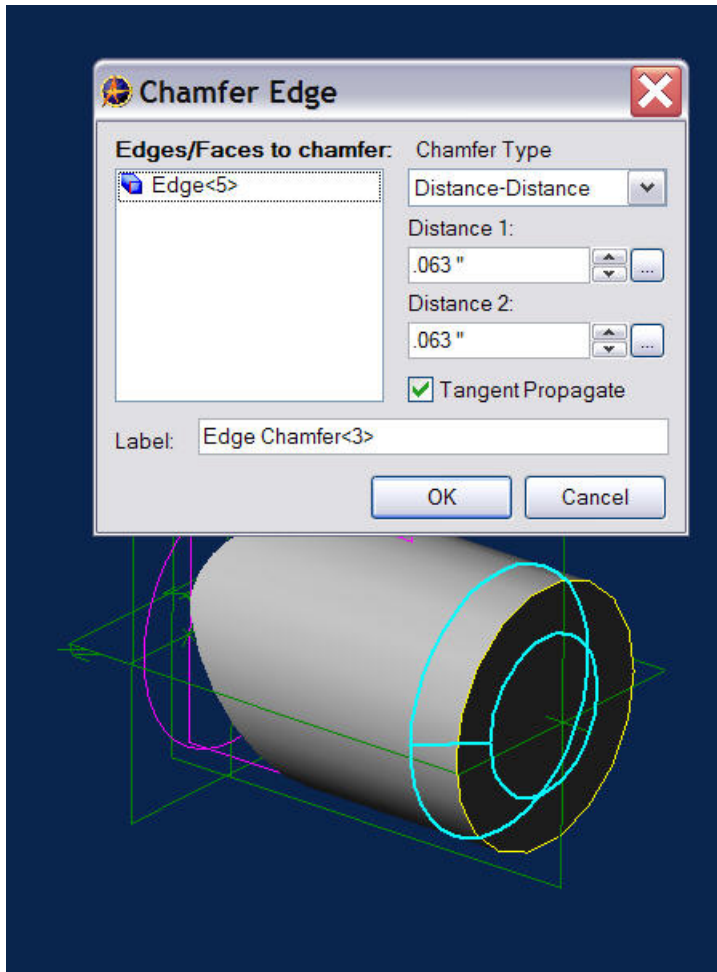 Chamfer Edge
Edges/Faces to chamfer:
Edge<5>
Chamfer Type
Distance-Distance
Distance 1:
.063 "
...
Distance 2:
.063 "
...
Tangent Propagate
Label:
Edge Chamfer<3>
OK
Cancel